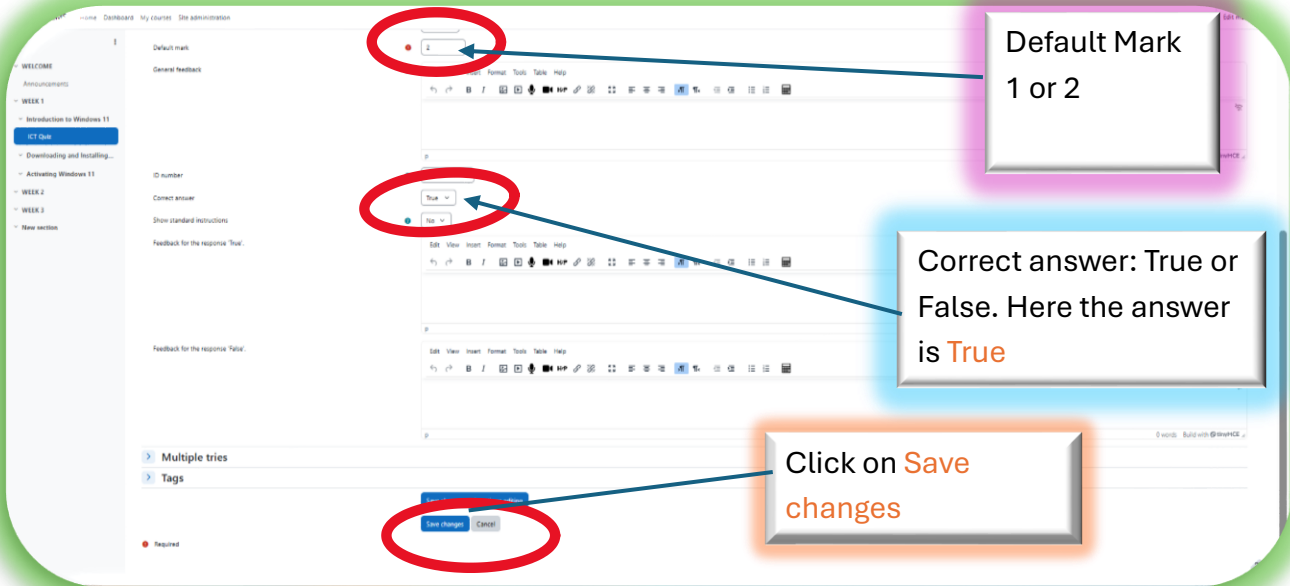 Dashboard My courses Site administration
Default mark
2
General feedback
Insert Format Tools Table Help
WELCOME
Announcements
WEEK 1
Introduction to Windows 11
ICT Quiz
Downloading and Installing...
Activating Windows 11
WEEK 2
WEEK 3
New section
ID number
Correct answer
True
Show standard instructions
No
Feedback for the response 'True'.
Edit View Insert Format Tools Table Help
Feedback for the response 'False'.
Edit View Insert Format Tools Table Help
0 words Build with tinyMCE
Multiple tries
Tags
Save changes Cancel
Required
Default Mark
1 or 2
Correct answer: True or
False. Here the answer
is True
Click on Save
changes